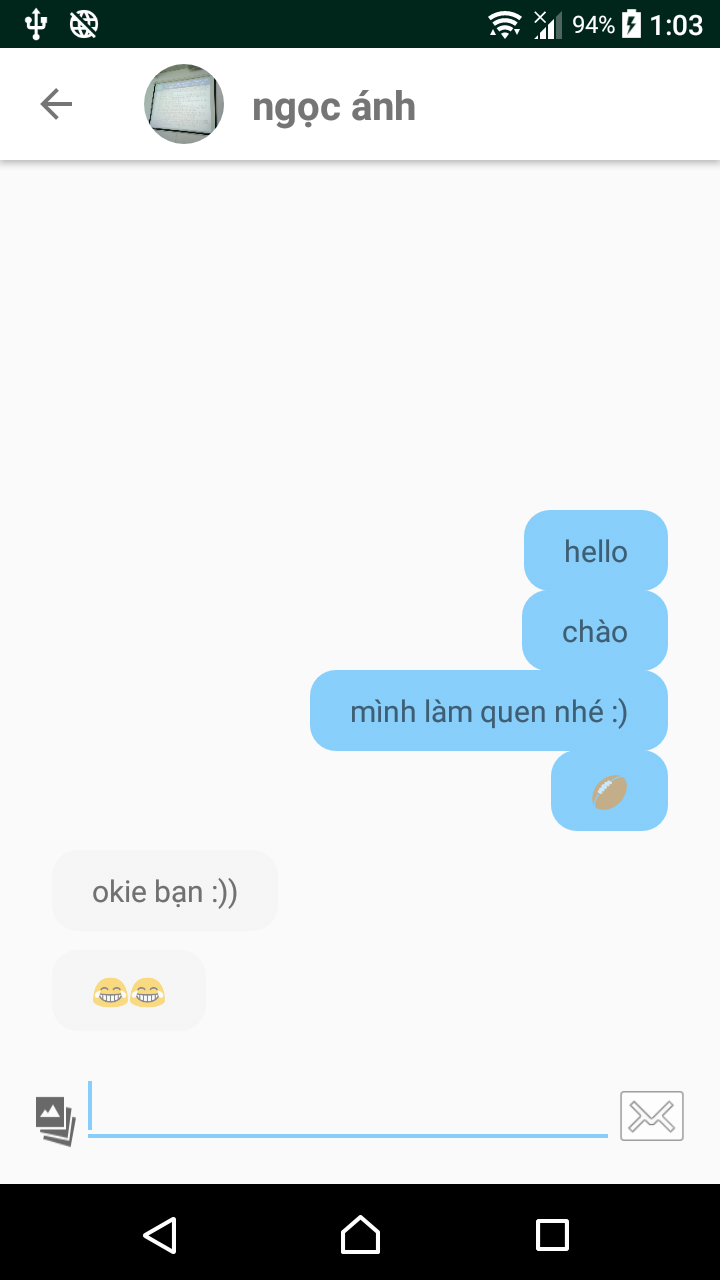 94% 1:03
ngọc ánh
hello
chào
mình làm quen nhé :)
okie bạn :))